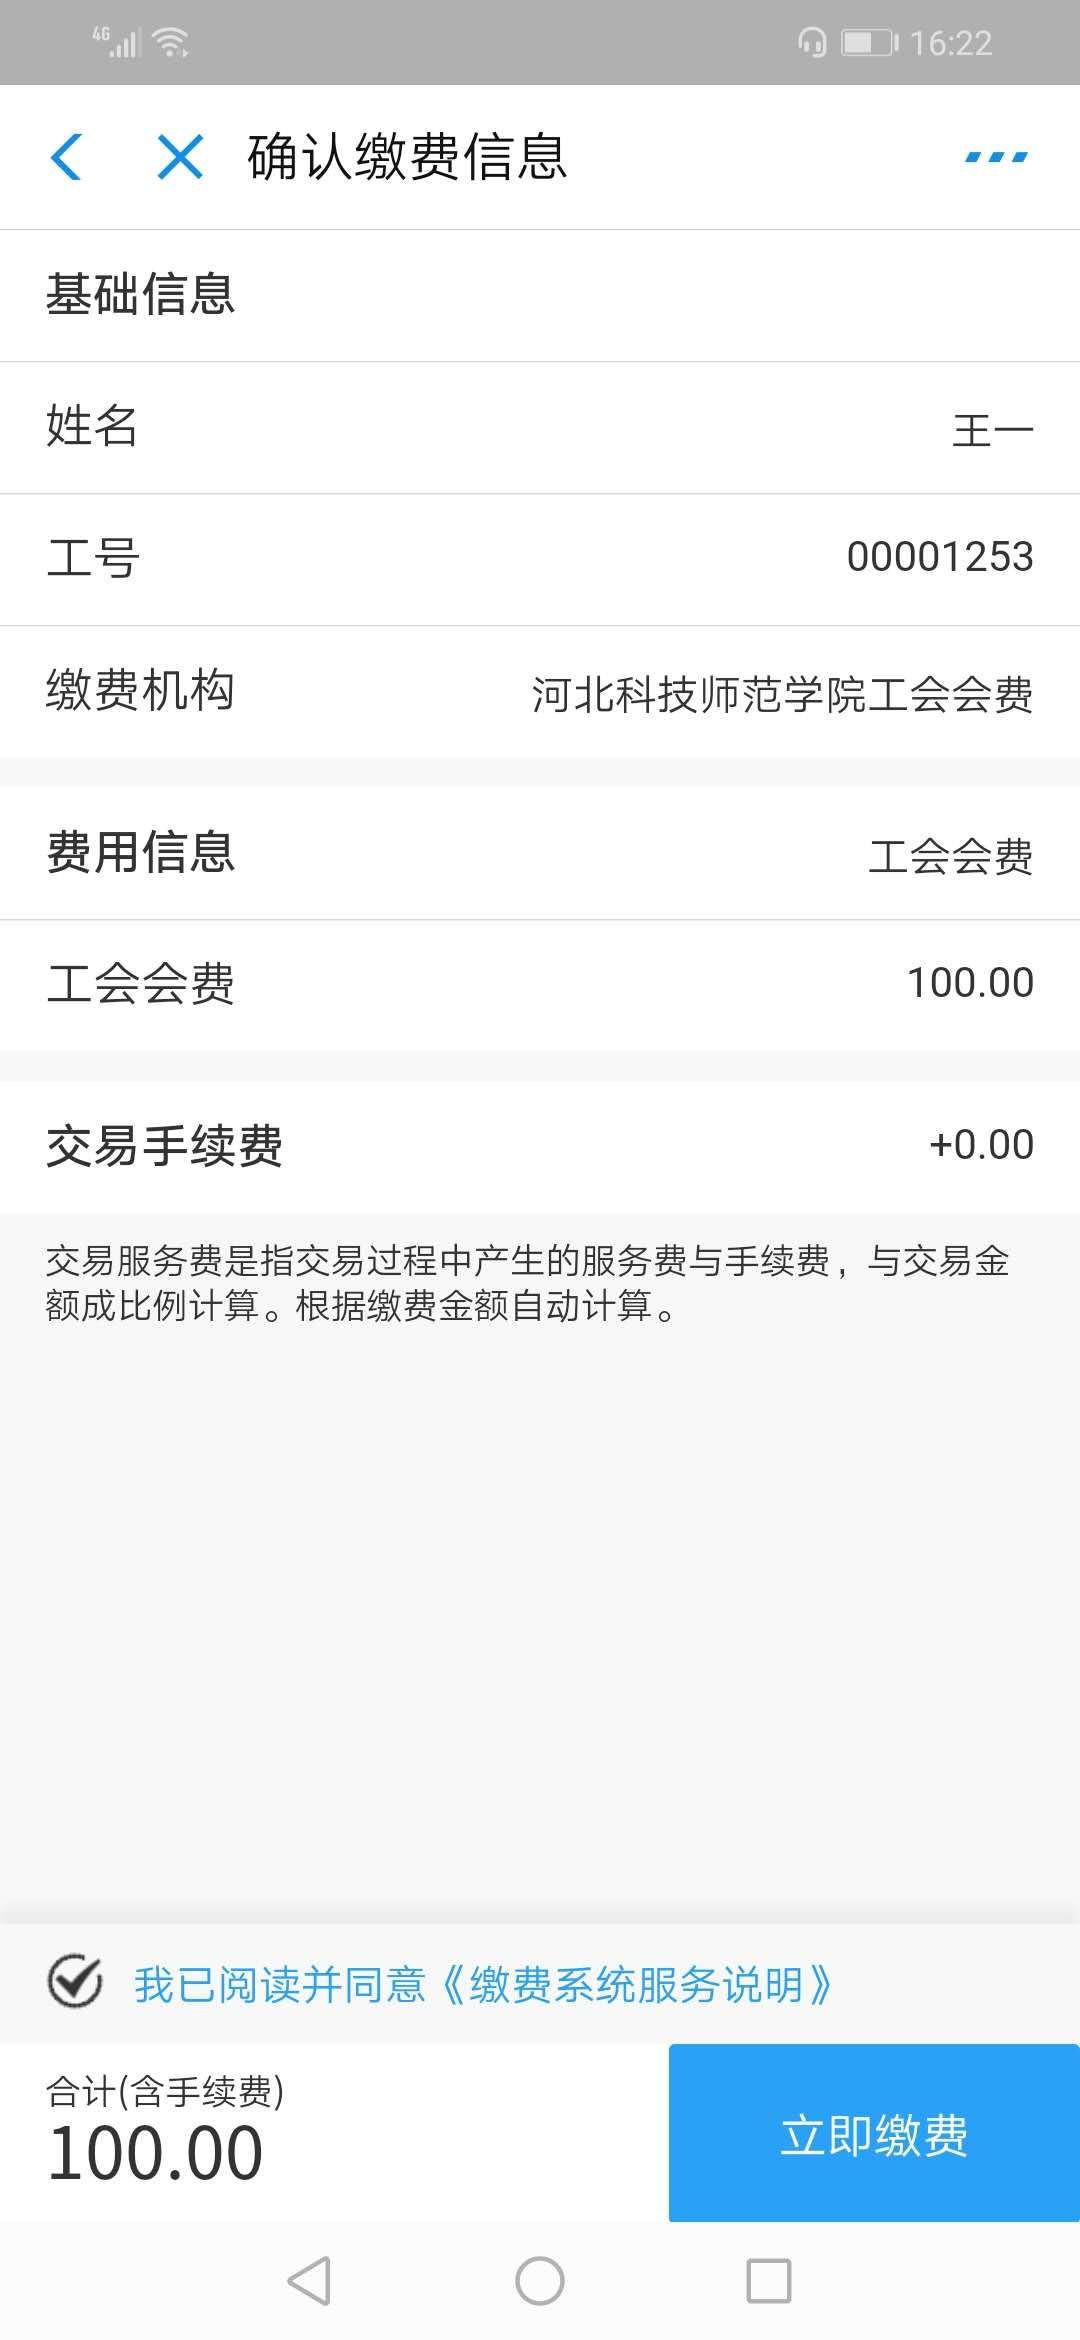 4G
16:22
确认缴费信息
基础信息
姓名 王一
工号 00001253
缴费机构 河北科技师范学院工会会费
费用信息 工会会费
工会会费 100.00
交易手续费 +0.00
交易服务费是指交易过程中产生的服务费与手续费，与交易金
额成比例计算。根据缴费金额自动计算。
我已阅读并同意《缴费系统服务说明》
合计(含手续费)
100.00
立即缴费